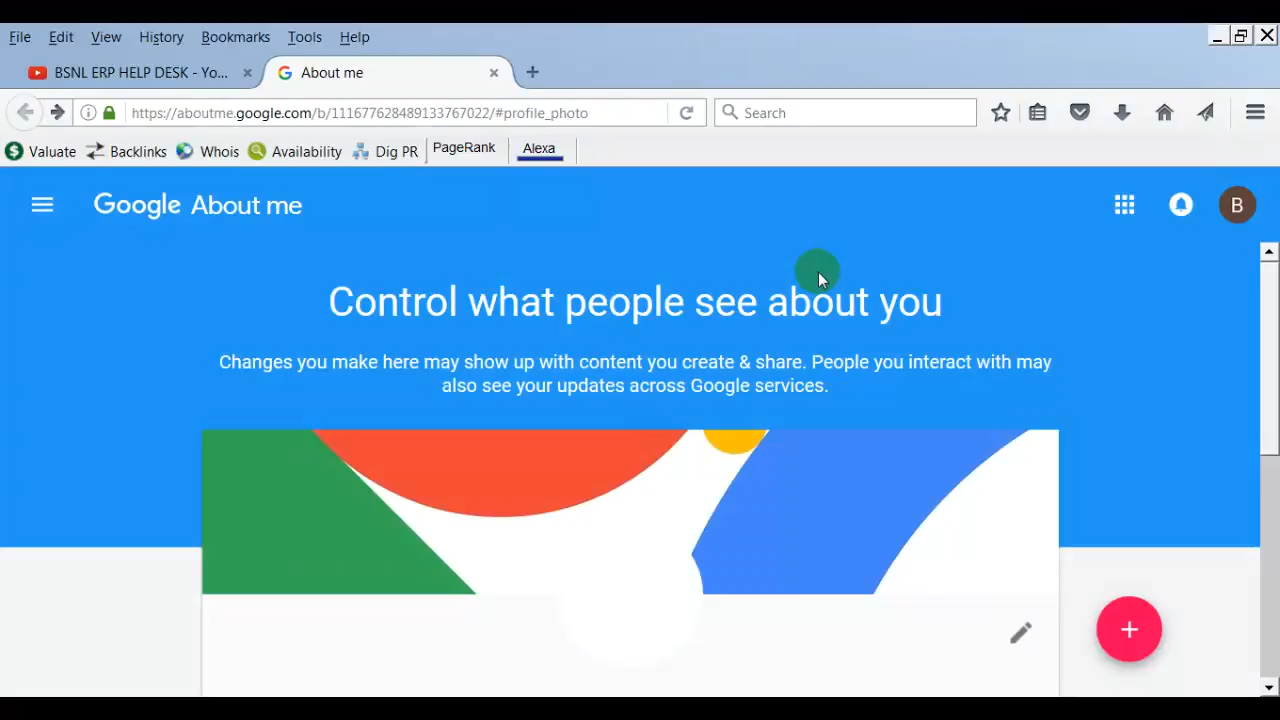 File Edit View History Bookmarks Tools Help
BSNL ERP HELP DESK - Yo... About me
https://aboutme.google.com/b/111677628489133767022/#profile_photo Search
Valuate Backlinks Whois Availability Dig PR PageRank Alexa
Google About me B
Control what people see about you
Changes you make here may show up with content you create & share. People you interact with may
also see your updates across Google services.